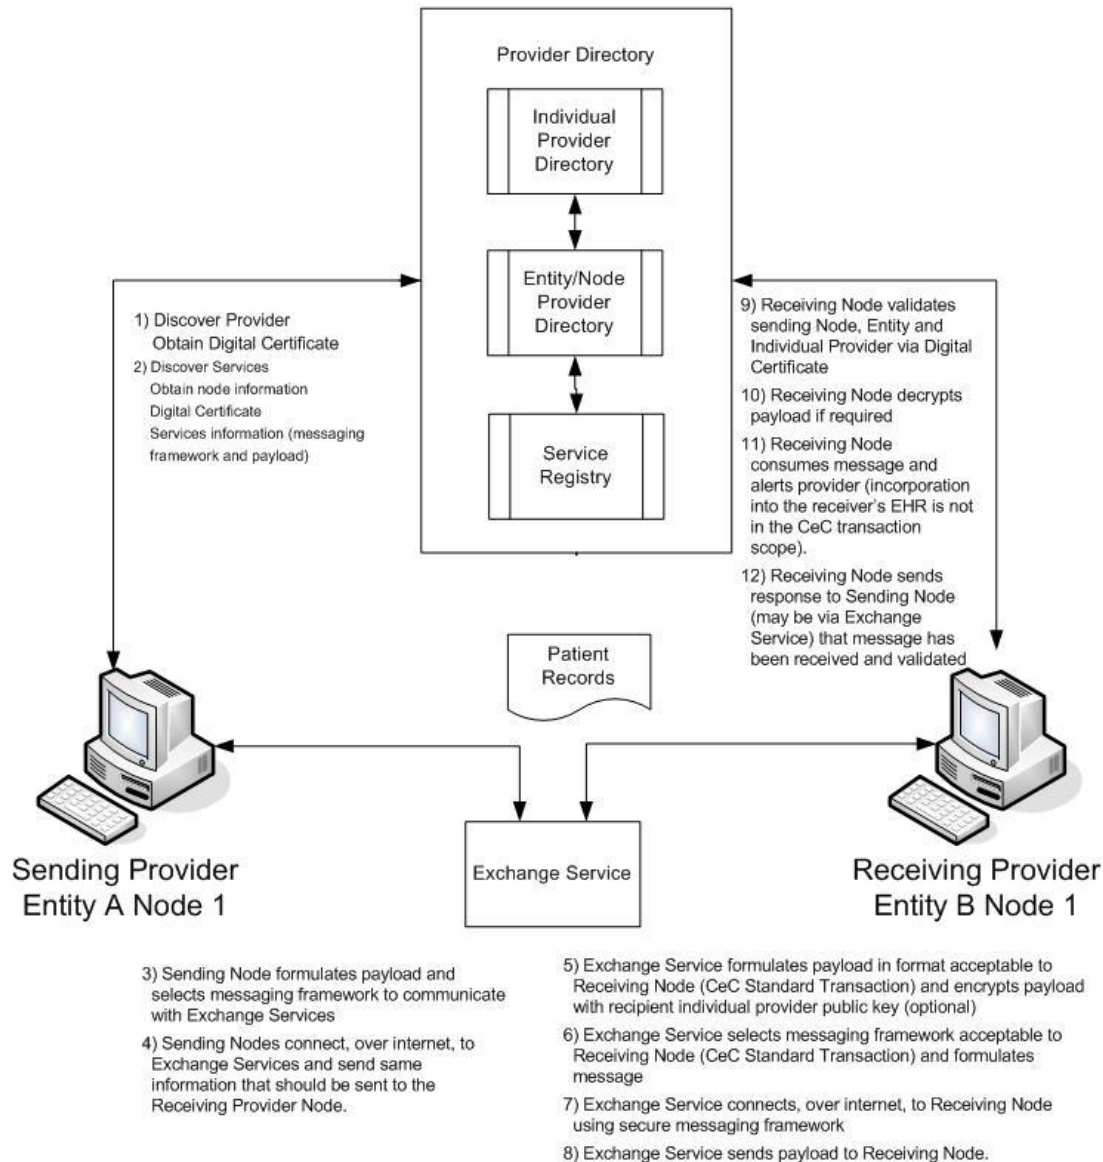 Provider Directory
Individual
Provider
Directory
Entity/Node
Provider
Directory
Service
Registry
1) Discover Provider
Obtain Digital Certificate
2) Discover Services
Obtain node information
Digital Certificate
Services information (messaging
framework and payload)
9) Receiving Node validates
sending Node, Entity and
Individual Provider via Digital
Certificate
10) Receiving Node decrypts
payload if required
11) Receiving Node
consumes message and
alerts provider (incorporation
into the receiver's EHR is not
in the CeC transaction
scope).
12) Receiving Node sends
response to Sending Node
(may be via Exchange
Service) that message has
been received and validated
Patient
Records
Exchange Service
Sending Provider
Entity A Node 1
Receiving Provider
Entity B Node 1
3) Sending Node formulates payload and
selects messaging framework to communicate
with Exchange Services
4) Sending Nodes connect, over internet, to
Exchange Services and send same
information that should be sent to the
Receiving Provider Node.
5) Exchange Service formulates payload in format acceptable to
Receiving Node (CeC Standard Transaction) and encrypts payload
with recipient individual provider public key (optional)
6) Exchange Service selects messaging framework acceptable to
Receiving Node (CeC Standard Transaction) and formulates
message
7) Exchange Service connects, over internet, to Receiving Node
using secure messaging framework
8) Exchange Service sends payload to Receiving Node.